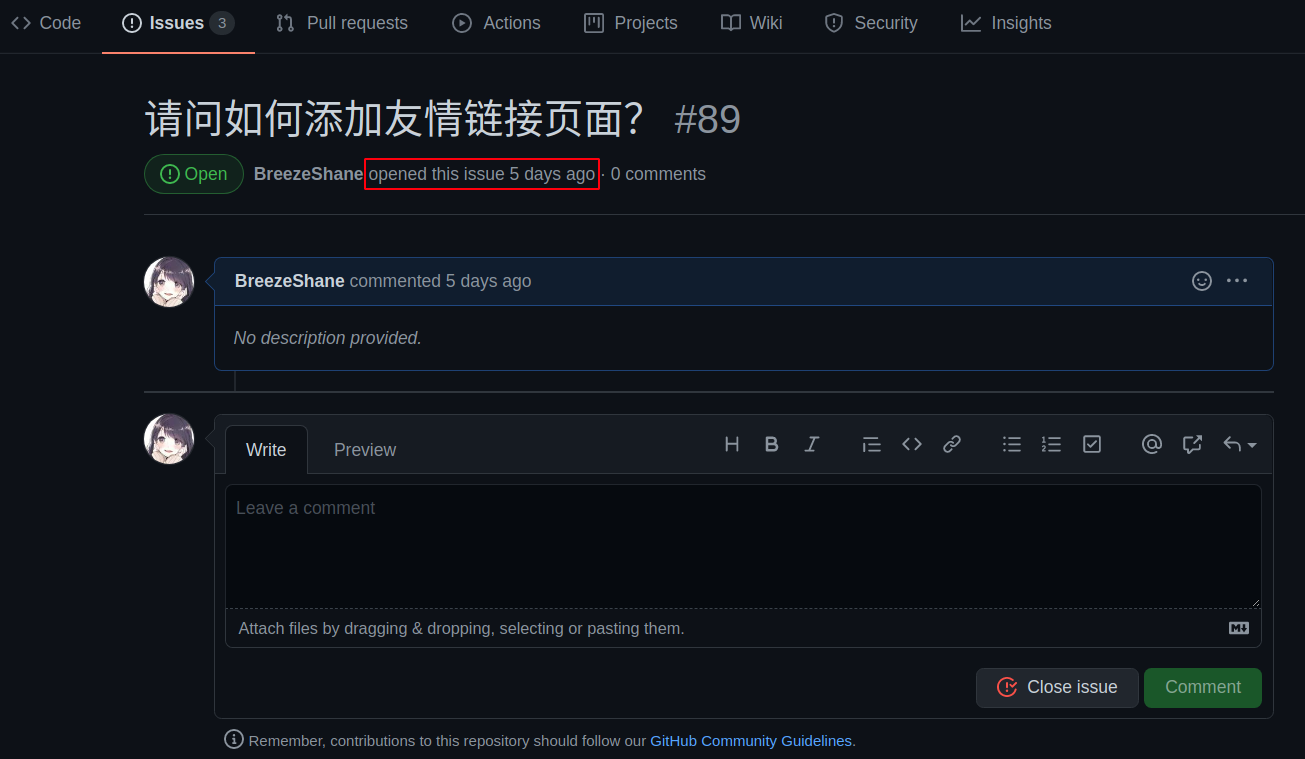 Code Issues 3 Pull requests Actions Projects Wiki Security Insights
请问如何添加友情链接页面？ #89
Open BreezeShane opened this issue 5 days ago · 0 comments
BreezeShane commented 5 days ago
No description provided.
Write Preview
Leave a comment
Attach files by dragging & dropping, selecting or pasting them.
Close issue Comment
Remember, contributions to this repository should follow our GitHub Community Guidelines.